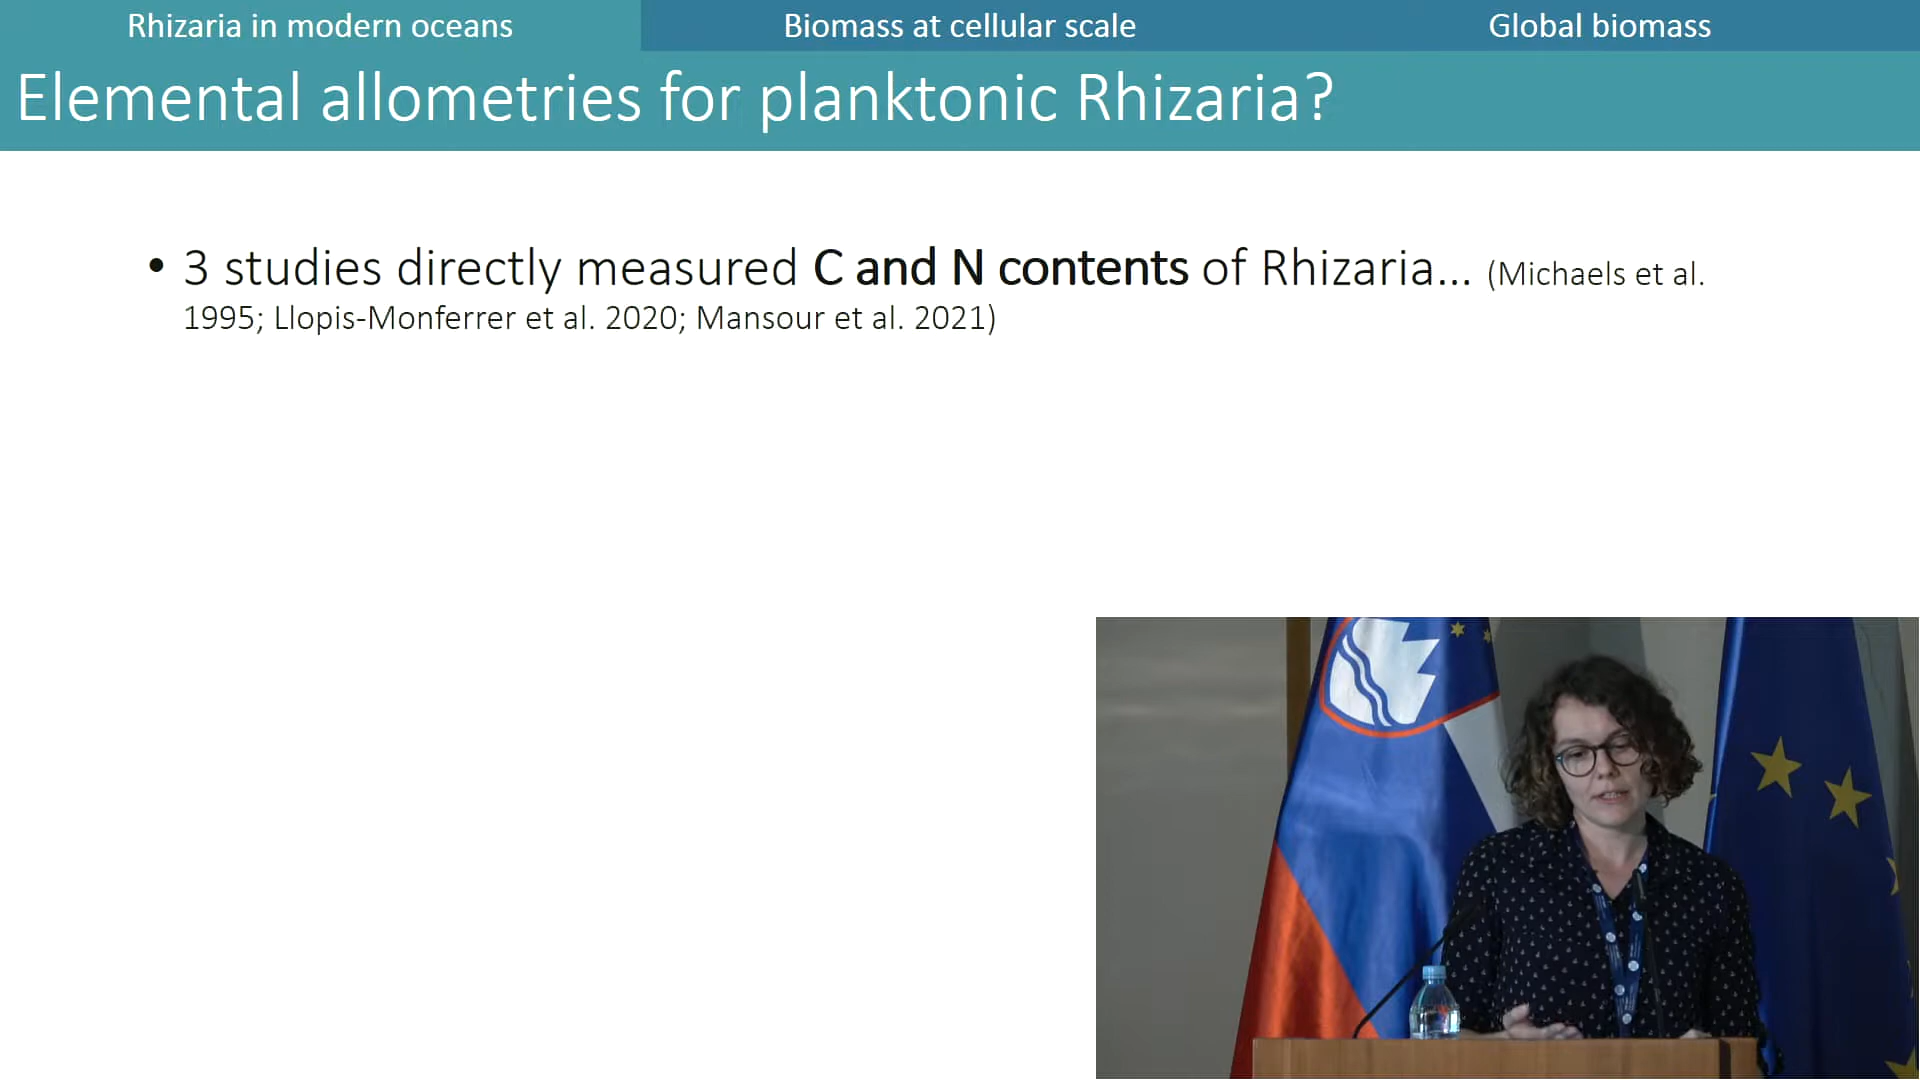 Rhizaria in modern oceans
Biomass at cellular scale
Global biomass
Elemental allometries for planktonic Rhizaria?
• 3 studies directly measured C and N contents of Rhizaria... (Michaels et al.
1995; Llopis-Monferrer et al. 2020; Mansour et al. 2021)